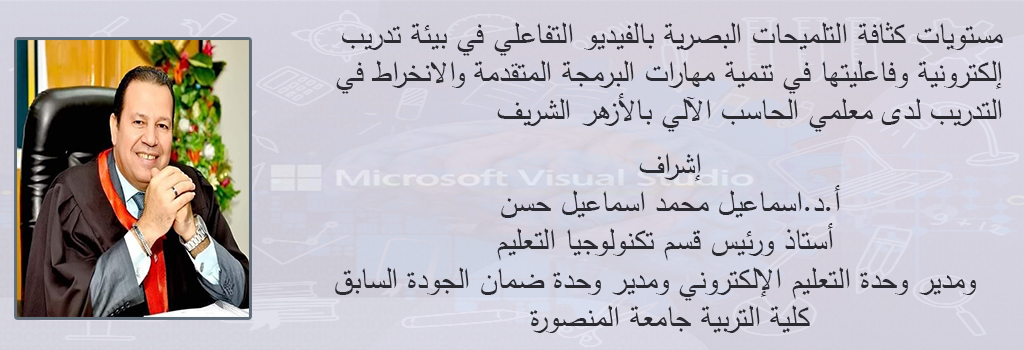 مستويات كثافة التلميحات البصرية بالفيديو التفاعلي في بيئة تدريب
إلكترونية وفاعليتها في تنمية مهارات البرمجة المتقدمة والانخراط في
التدريب لدى معلمي الحاسب الآلي بالأزهر الشريف
إشراف
Microsoft Visual Studio
أ.د.اسماعيل محمد اسماعيل حسن
أستاذ ورئيس قسم تكنولوجيا التعليم
ومدير وحدة التعليم الإلكتروني ومدير وحدة ضمان الجودة السابق
كلية التربية جامعة المنصورة